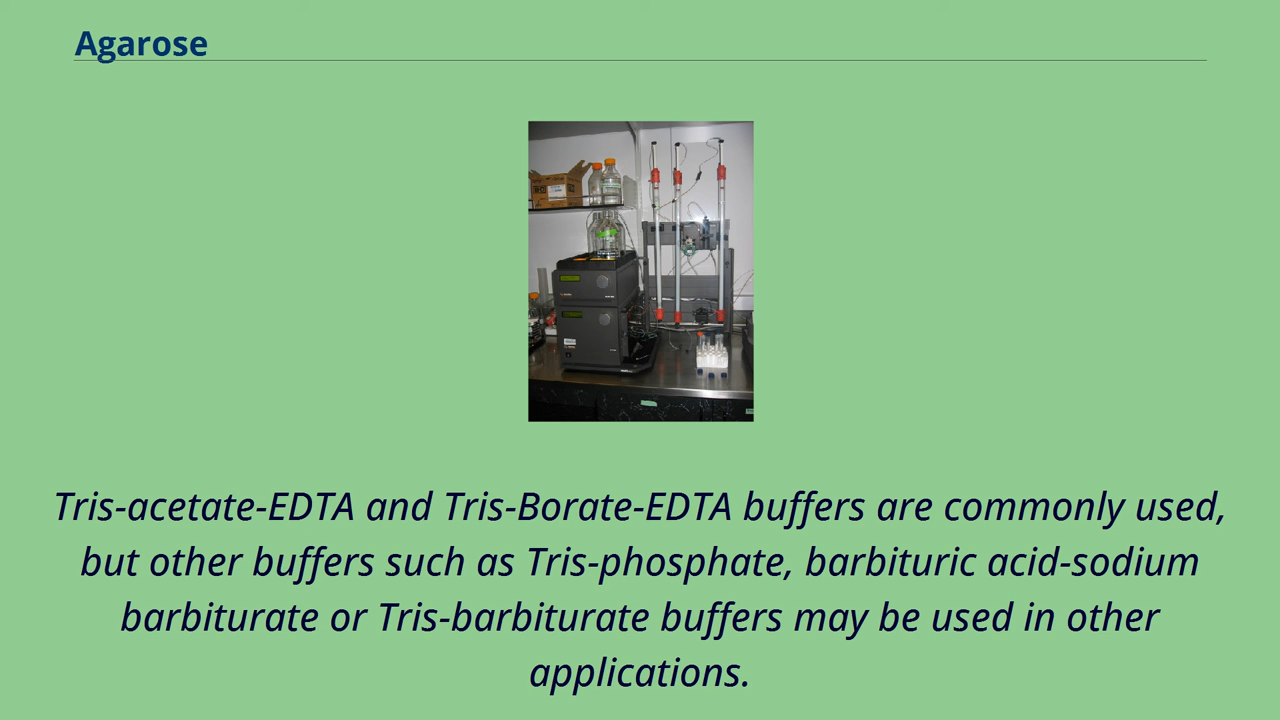 Agarose
Tris-acetate-EDTA and Tris-Borate-EDTA buffers are commonly used,
but other buffers such as Tris-phosphate, barbituric acid-sodium
barbiturate or Tris-barbiturate buffers may be used in other
applications.